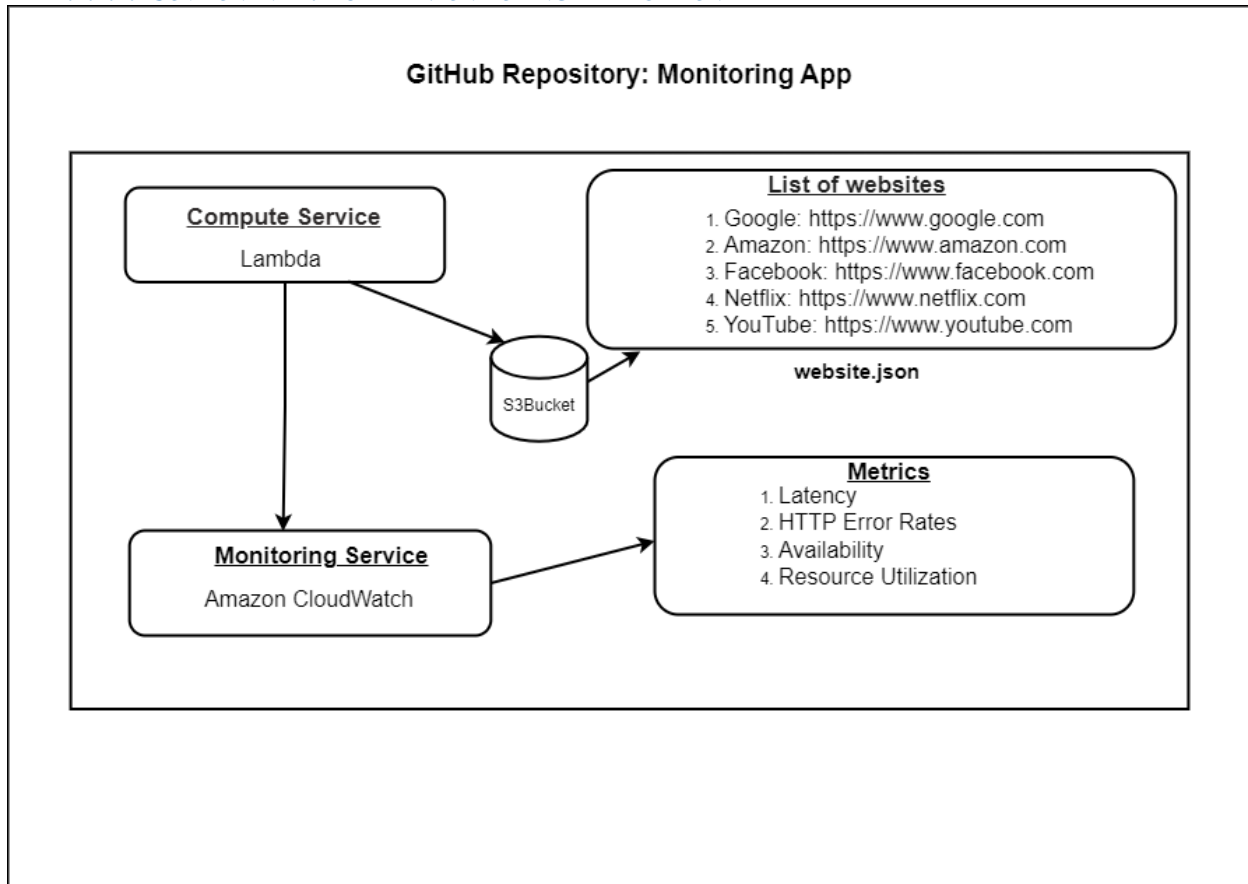 GitHub Repository: Monitoring App
Compute Service
Lambda
List of websites
1. Google: https://www.google.com
2. Amazon: https://www.amazon.com
3. Facebook: https://www.facebook.com
4. Netflix: https://www.netflix.com
5. YouTube: https://www.youtube.com
website.json
S3Bucket
Monitoring Service
Amazon CloudWatch
Metrics
1. Latency
2. HTTP Error Rates
3. Availability
4. Resource Utilization